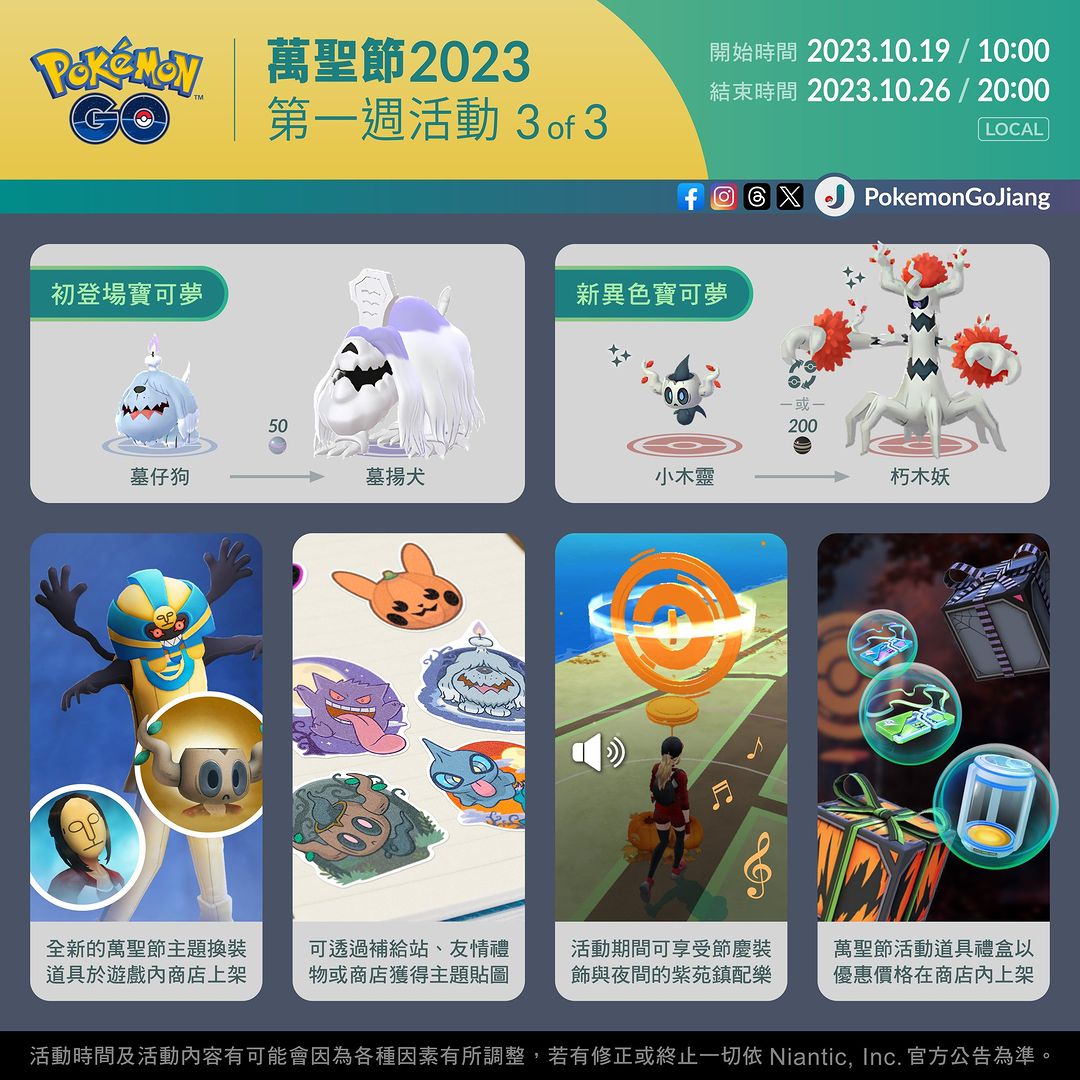 POKÉMON
GO
TM
萬聖節2023
第一週活動 3 of 3
開始時間 2023.10.19 / 10:00
結束時間 2023.10.26 / 20:00
LOCAL
PokemonGoJiang
初登場寶可夢
50
墓仔狗
墓揚犬
新異色寶可夢
一或一
200
小木靈
朽木妖
全新的萬聖節主題換裝
道具於遊戲內商店上架
可透過補給站、友情禮
物或商店獲得主題貼圖
活動期間可享受節慶裝
飾與夜間的紫苑鎮配樂
萬聖節活動道具禮盒以
優惠價格在商店內上架
活動時間及活動內容有可能會因為各種因素有所調整，若有修正或終止一切依 Niantic, Inc. 官方公告為準。